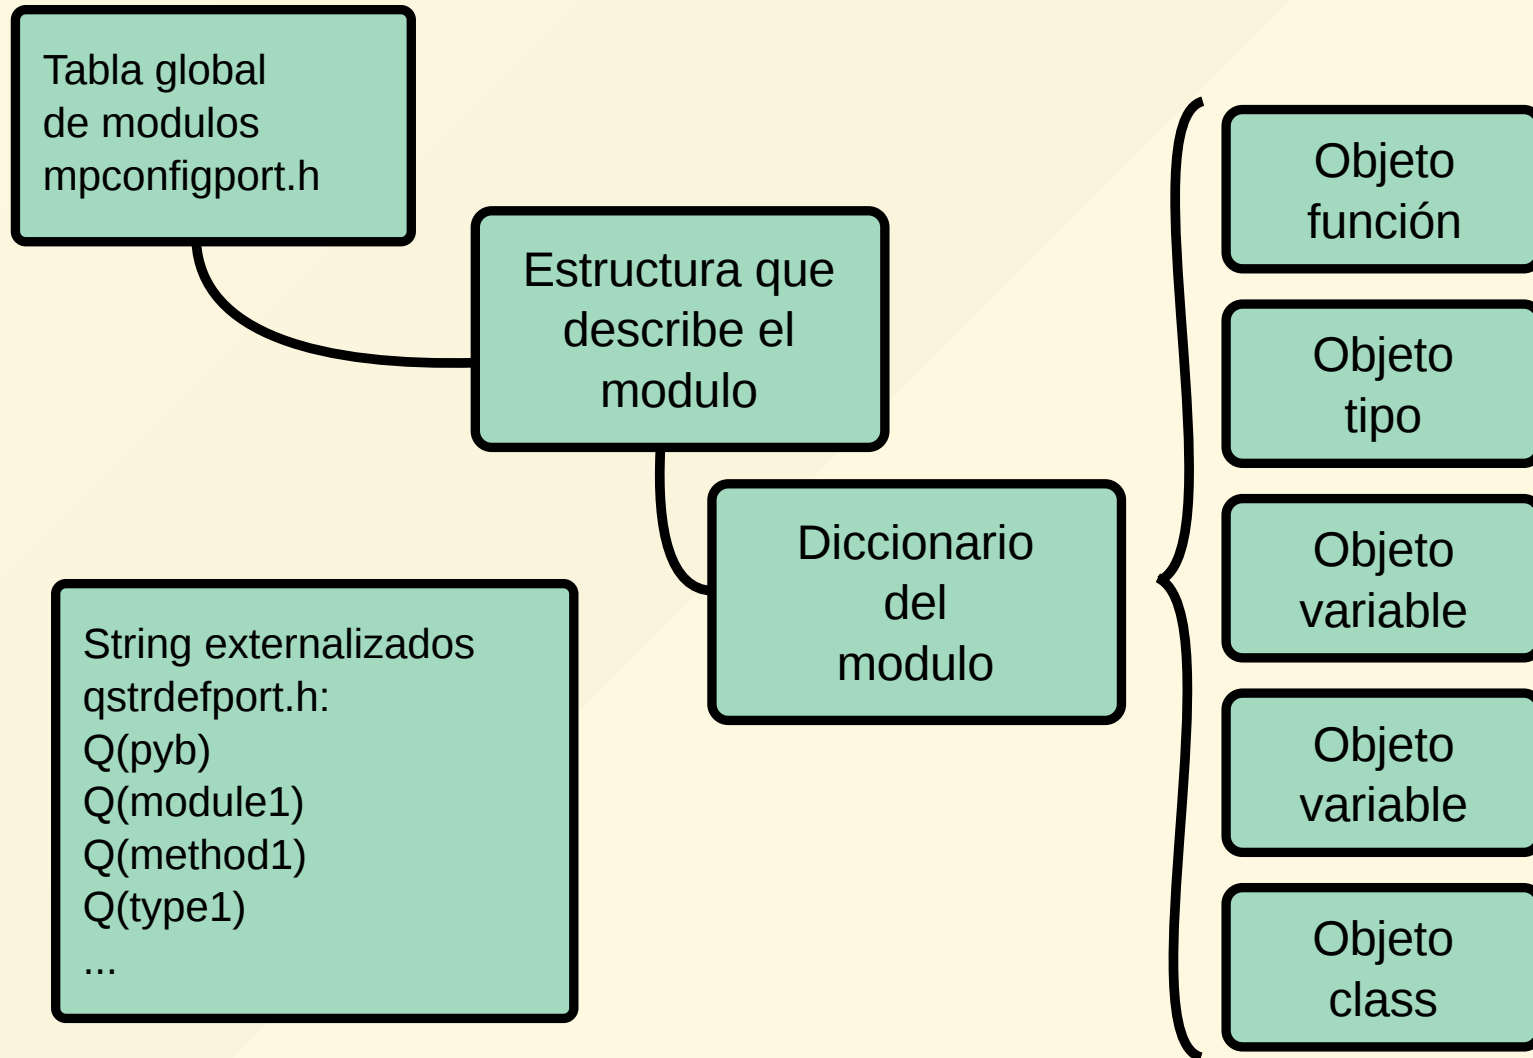 Tabla global
de modulos
mpconfigport.h
Estructura que
describe el
modulo
Diccionario
del
modulo
String externalizados
qstrdefport.h:
Q(pyb)
Q(module1)
Q(method1)
Q(type1)
...
Objeto
función
Objeto
tipo
Objeto
variable
Objeto
variable
Objeto
class